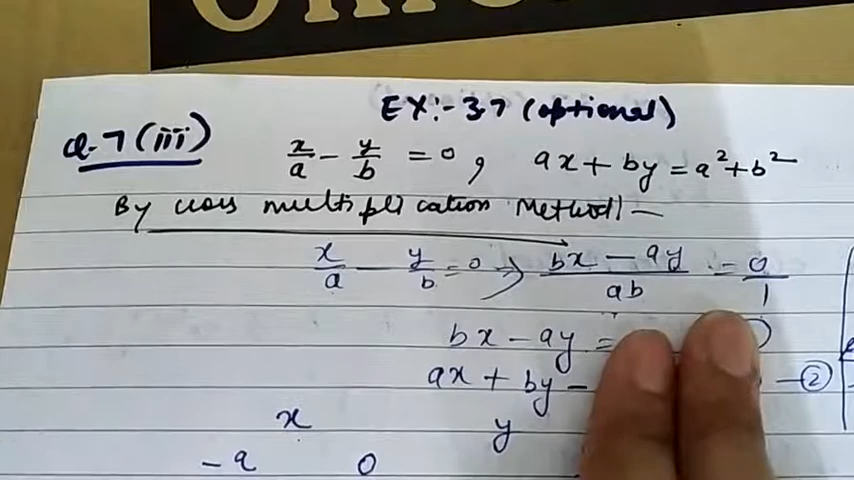 EX:- 3.7 (optional)
Q-7 (iii) x/a - y/b = 0, ax + by = a² + b²
By cross multiplication Method -
x/a - y/b = 0 ⇒ (bx - ay)/ab = 0/1
bx - ay =
ax + by - — ②
x y
-a 0